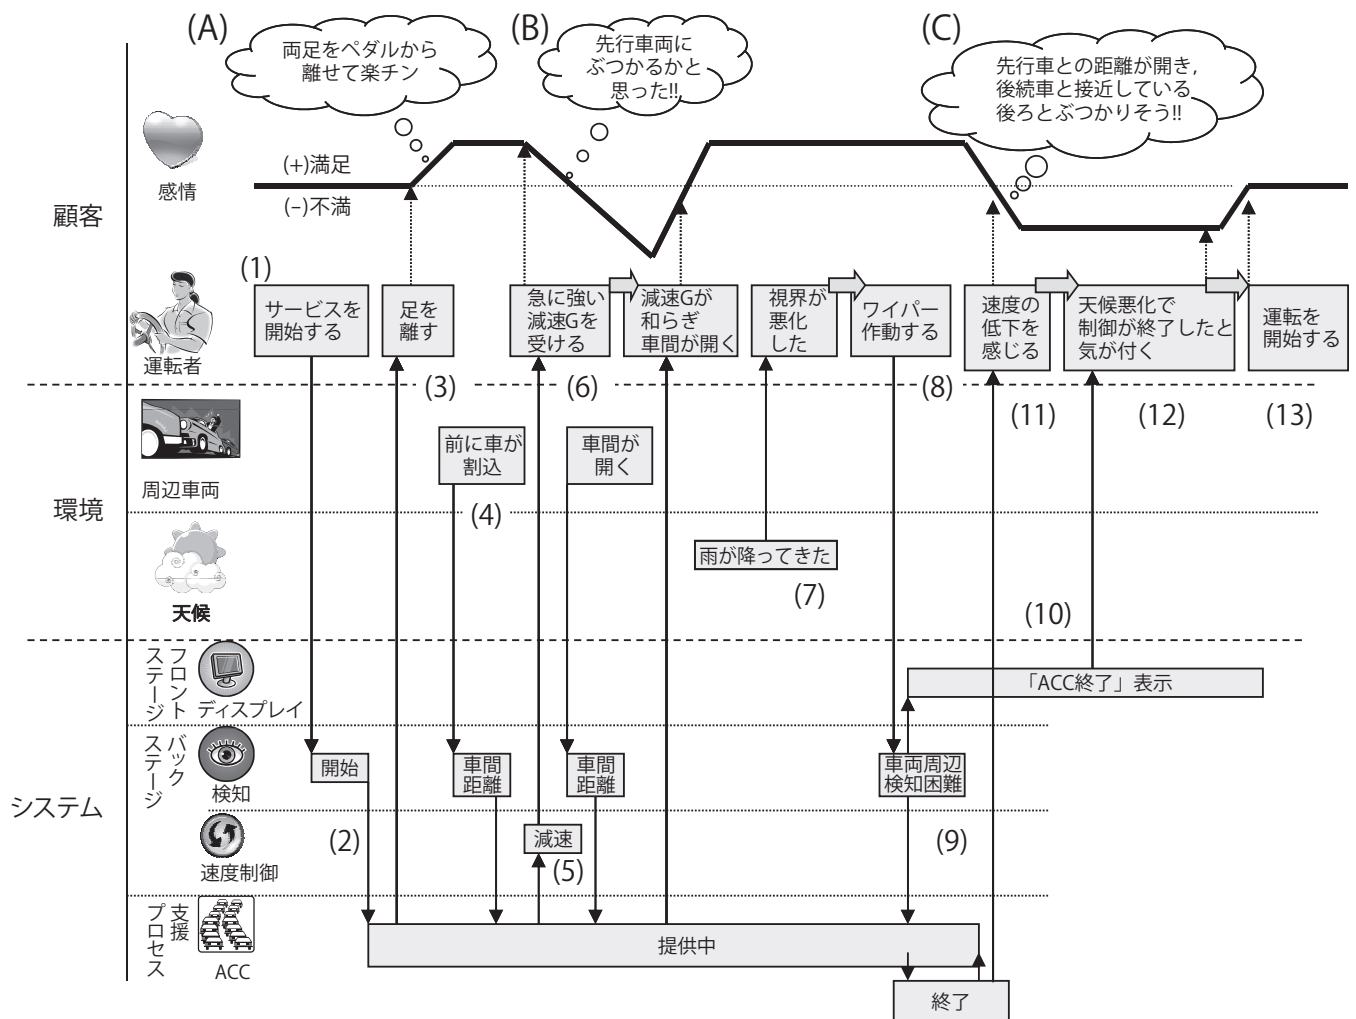 (A)
両足をペダルから
離せて楽チン
(B)
先行車両に
ぶつかるかと
思った!!
(C)
先行車との距離が開き,
後続車と接近している
後ろとぶつかりそう!!
顧客
感情
(+)満足
(–)不満
運転者
(1)
サービスを
開始する
足を
離す
(3)
急に強い
減速Gを
受ける
(6)
減速Gが
和らぎ
車間が開く
視界が
悪化
した
ワイパー
作動する
(8)
速度の
低下を
感じる
(11)
天候悪化で
制御が終了したと
気が付く
(12)
運転を
開始する
(13)
環境
周辺車両
前に車が
割込
(4)
車間が
開く
天候
雨が降ってきた
(7)
(10)
システム
フロント
ステージ
ディスプレイ
「ACC終了」表示
バック
ステージ
検知
開始
(2)
車間
距離
車間
距離
車両周辺
検知困難
(9)
速度制御
減速
(5)
支援
プロセス
ACC
提供中
終了